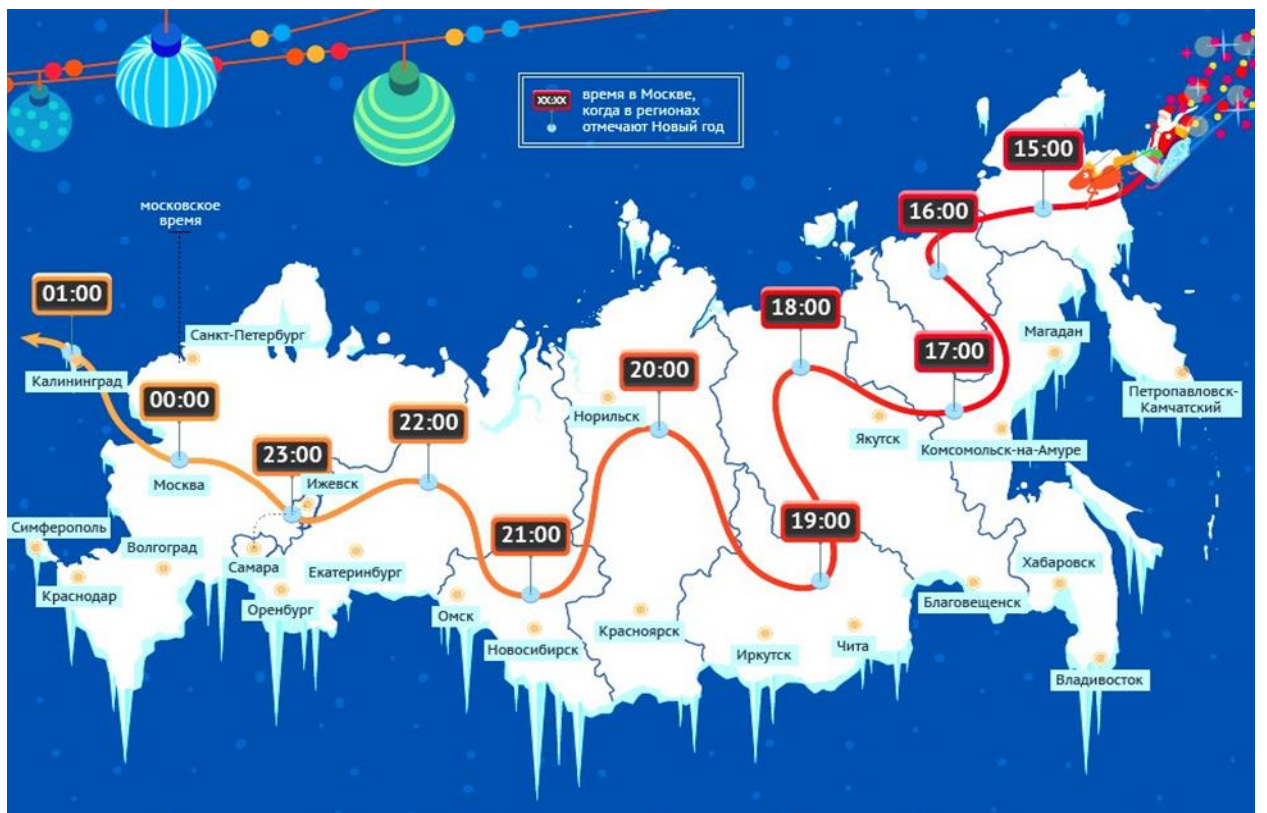 XX:XX
время в Москве,
когда в регионах
отмечают Новый год
15:00
московское
время
16:00
01:00
18:00
Санкт-Петербург
Магадан
17:00
20:00
Калининград
Петропавловск-
Камчатский
00:00
22:00
Норильск
Якутск
Комсомольск-на-Амуре
23:00
Москва
Ижевск
19:00
Симферополь
21:00
Волгоград
Хабаровск
Самара
Екатеринбург
Краснодар
Оренбург
Омск
Благовещенск
Красноярск
Новосибирск
Иркутск
Чита
Владивосток